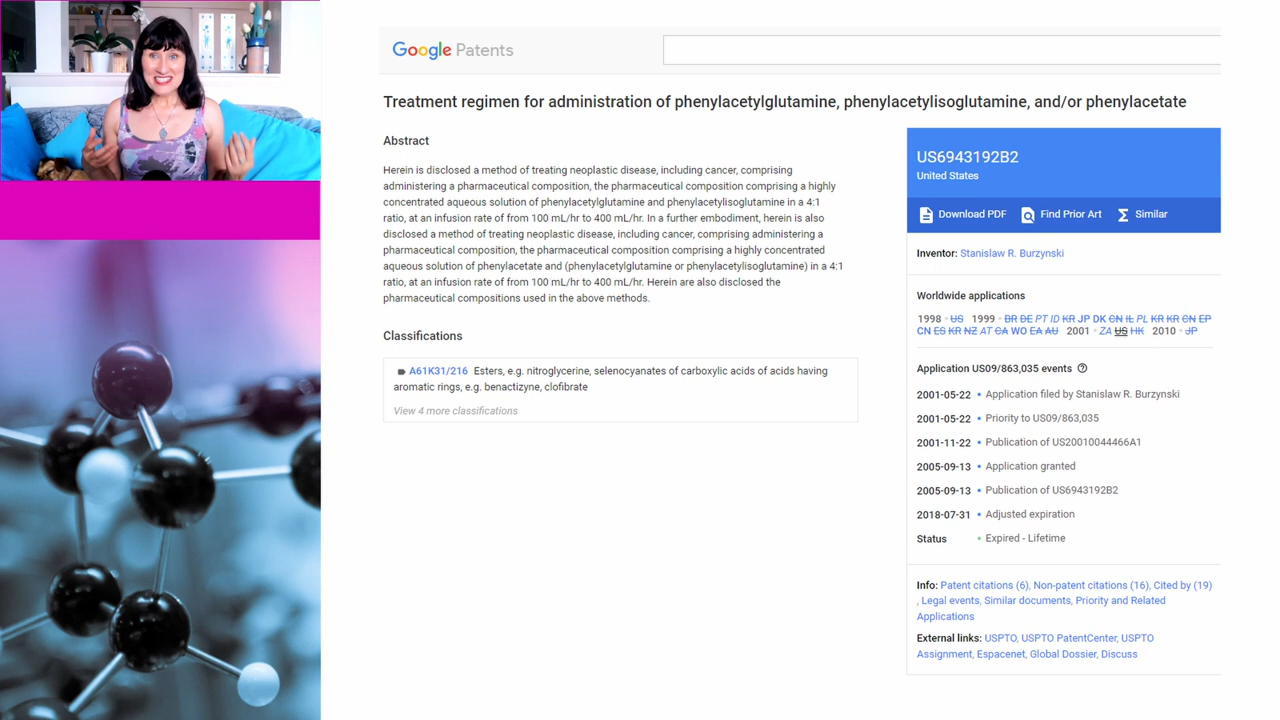 Google Patents
Treatment regimen for administration of phenylacetylglutamine, phenylacetylisoglutamine, and/or phenylacetate
Abstract
Herein is disclosed a method of treating neoplastic disease, including cancer, comprising
administering a pharmaceutical composition, the pharmaceutical composition comprising a highly
concentrated aqueous solution of phenylacetylglutamine and phenylacetylisoglutamine in a 4:1
ratio, at an infusion rate of from 100 mL/hr to 400 mL/hr. In a further embodiment, herein is also
disclosed a method of treating neoplastic disease, including cancer, comprising administering a
pharmaceutical composition, the pharmaceutical composition comprising a highly concentrated
aqueous solution of phenylacetate and (phenylacetylglutamine or phenylacetylisoglutamine) in a 4:1
ratio, at an infusion rate of from 100 mL/hr to 400 mL/hr. Herein are also disclosed the
pharmaceutical compositions used in the above methods.
Classifications
A61K31/216 Esters, e.g. nitroglycerine, selenocyanates of carboxylic acids of acids having
aromatic rings, e.g. benactizyne, clofibrate
View 4 more classifications
US6943192B2
United States
Download PDF Find Prior Art Similar
Inventor: Stanislaw R. Burzynski
Worldwide applications
1998 • US 1999 • BR DE PT ID KR JP DK CN IL PL KR KR CN EP
CN ES KR NZ AT CA WO EA AU 2001 • ZA US HK 2010 • JP
Application US09/863,035 events
2001-05-22 • Application filed by Stanislaw R. Burzynski
2001-05-22 • Priority to US09/863,035
2001-11-22 • Publication of US20010044466A1
2005-09-13 • Application granted
2005-09-13 • Publication of US6943192B2
2018-07-31 • Adjusted expiration
Status • Expired - Lifetime
Info: Patent citations (6), Non-patent citations (16), Cited by (19)
, Legal events, Similar documents, Priority and Related
Applications
External links: USPTO, USPTO PatentCenter, USPTO
Assignment, Espacenet, Global Dossier, Discuss